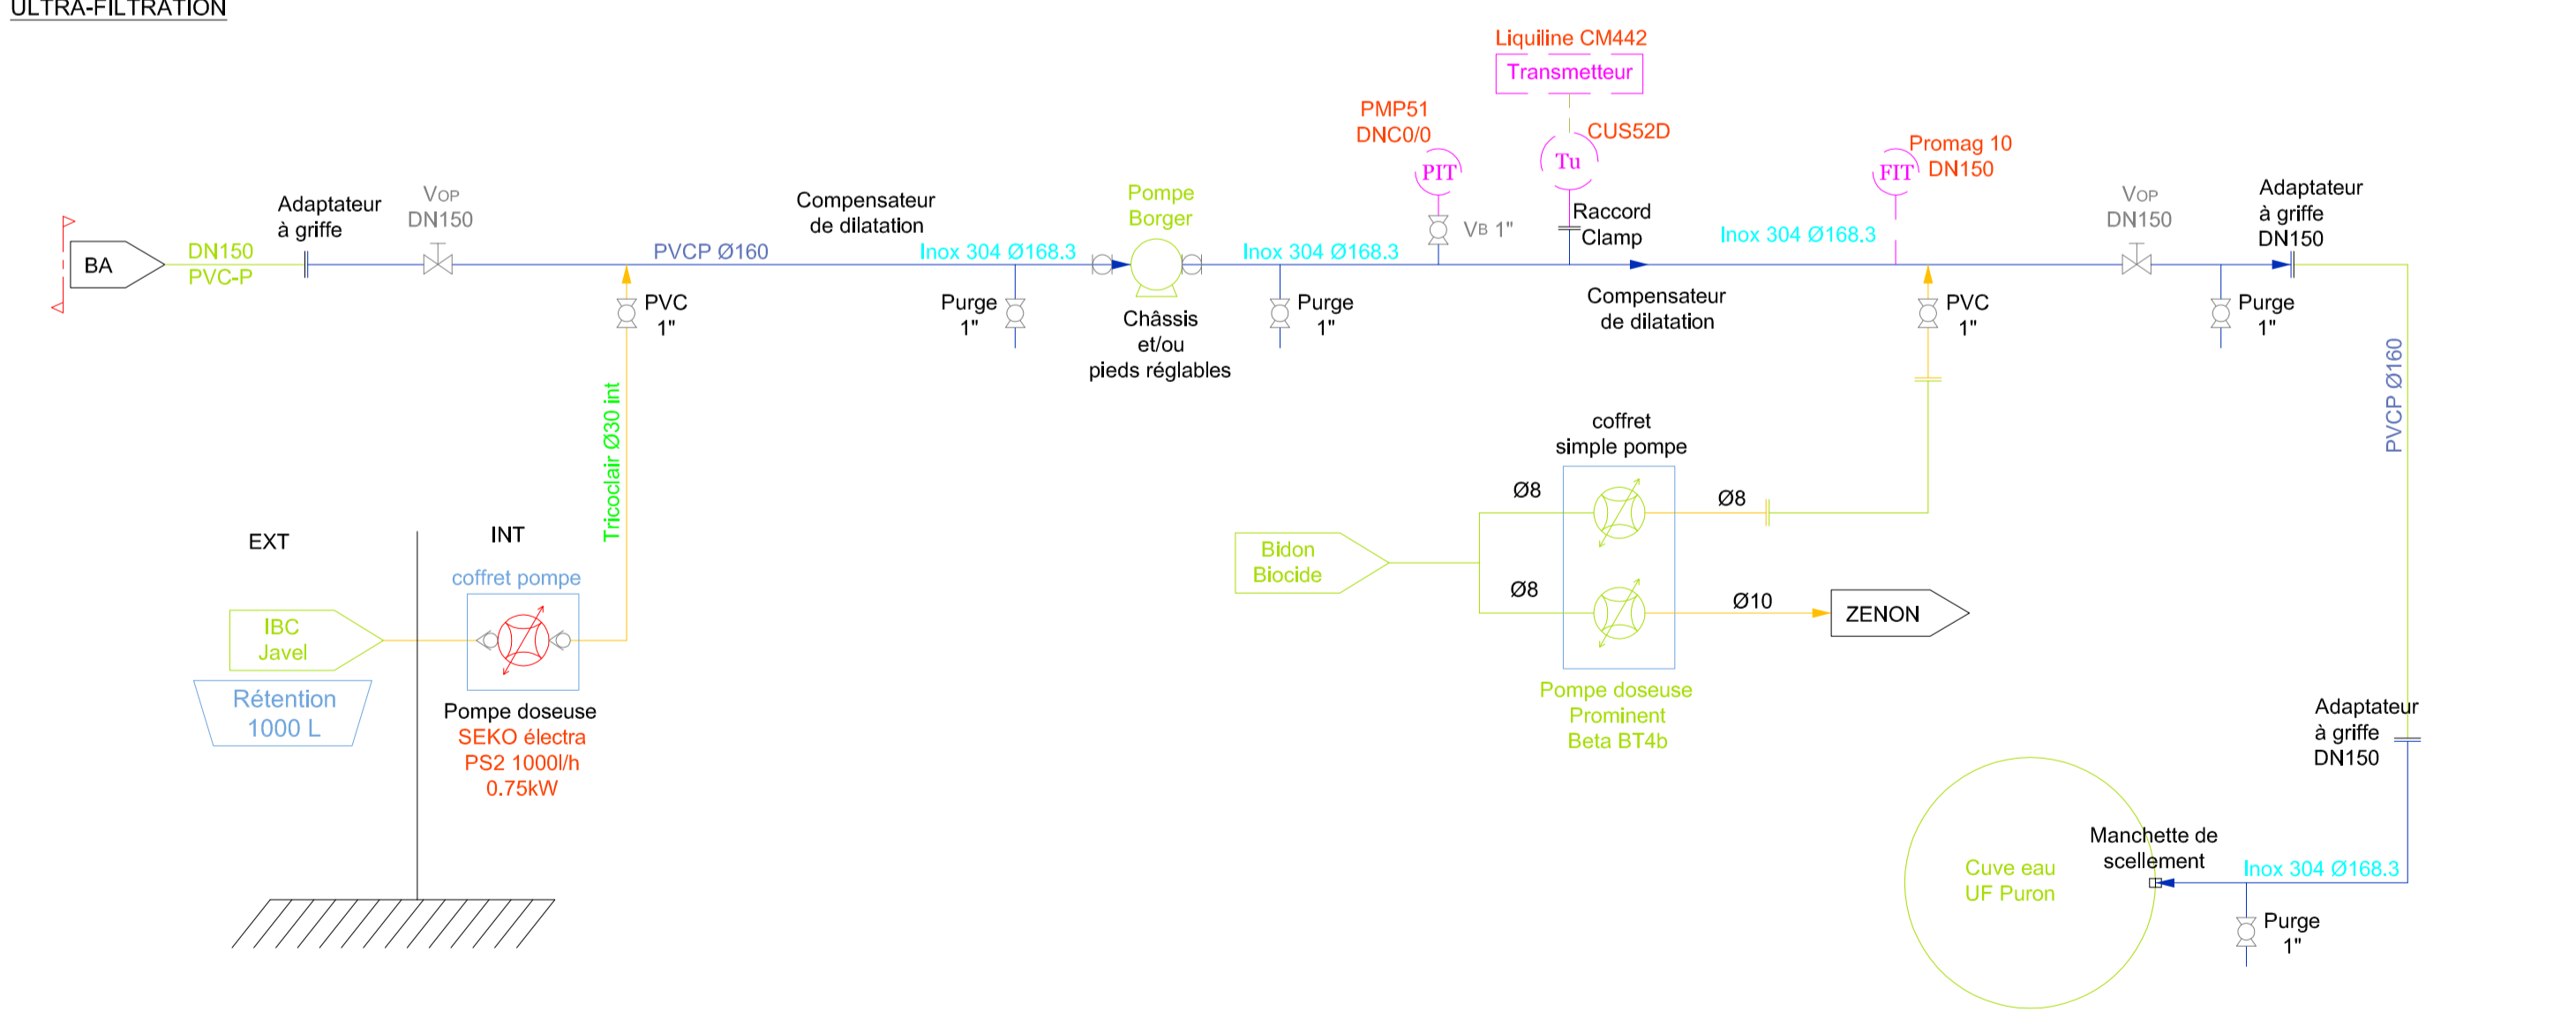 ULTRA-FILTRATION
Liquiline CM442
Transmetteur
PMP51
DNC0/0
PIT
CUS52D
Tu
Promag 10
DN150
FIT
BA
DN150
PVC-P
Adaptateur
à griffe
VOP
DN150
PVCP Ø160
Compensateur
de dilatation
Inox 304 Ø168.3
Pompe
Borger
Inox 304 Ø168.3
VB 1"
Raccord
Clamp
Inox 304 Ø168.3
VOP
DN150
Adaptateur
à griffe
DN150
PVC
1"
Purge
1"
Châssis
et/ou
pieds réglables
Purge
1"
Compensateur
de dilatation
PVC
1"
Purge
1"
Tricoclair Ø30 int
PVCP Ø160
coffret
simple pompe
Ø8
Ø8
Bidon
Biocide
Ø8
Ø10
ZENON
Pompe doseuse
Prominent
Beta BT4b
EXT
INT
coffret pompe
IBC
Javel
Rétention
1000 L
Pompe doseuse
SEKO électra
PS2 1000l/h
0.75kW
Adaptateur
à griffe
DN150
Manchette de
scellement
Cuve eau
UF Puron
Inox 304 Ø168.3
Purge
1"